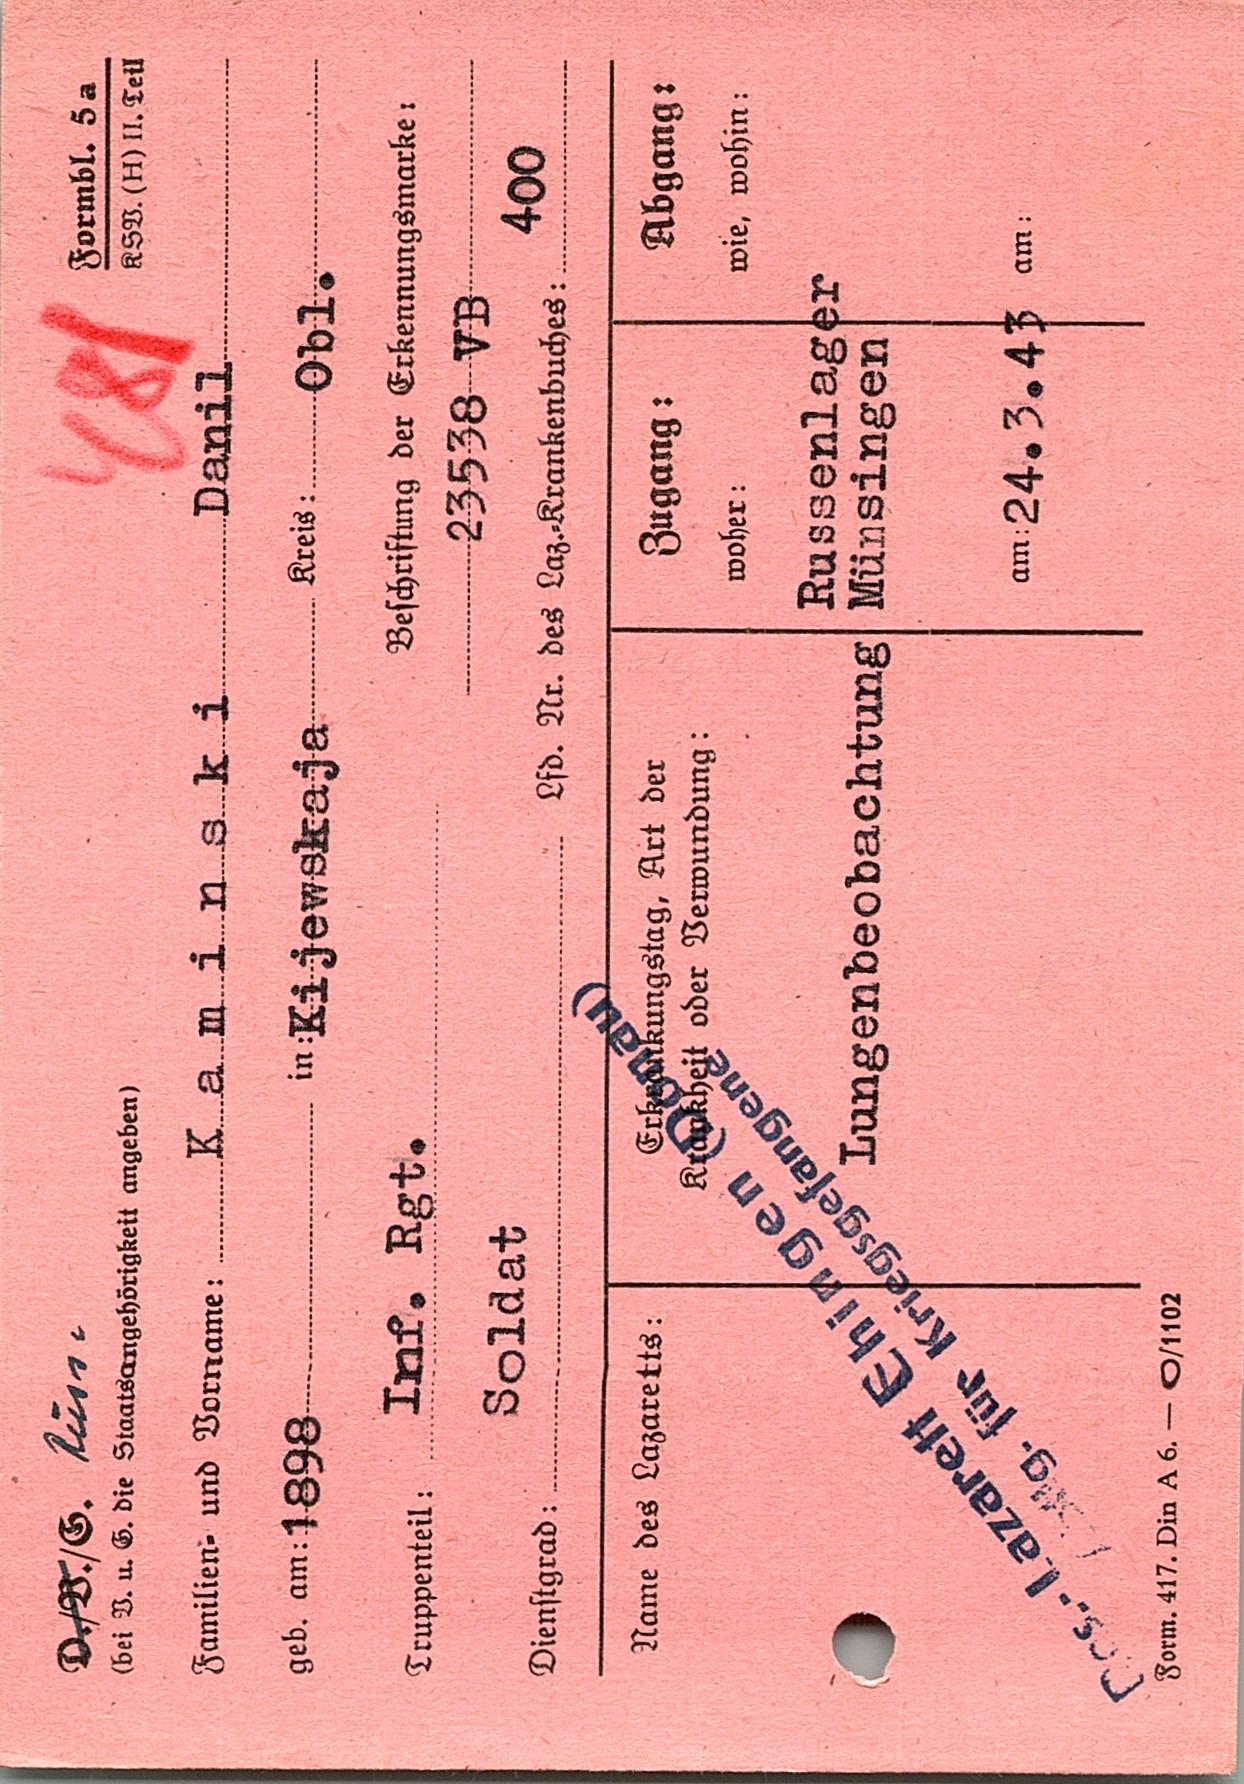 D./V./G. Russ.
Formbl. 5a
(bei V. u. G. die Staatsangehörigkeit angeben)
KSV. (H) II. Teil
481
Familien- und Vorname: Kaminski Danil
geb. am: 1898 in: Kijewskaja Kreis: Obl.
Truppenteil: Inf. Rgt.
Beschriftung der Erkennungsmarke:
23538 VB
Dienstgrad: Soldat
Lfd. Nr. des Laz.-Krankenbuches: 400
Name des Lazaretts:
Res.-Lazarett Ehingen (Donau)
für Kriegsgefangene
Erkrankungstag, Art der
Krankheit oder Verwundung:
Lungenbeobachtung
Zugang:
woher:
Russenlager
Münsingen
am: 24.3.43
Abgang:
wie, wohin:
am:
Form. 417. Din A 6. — O/1102